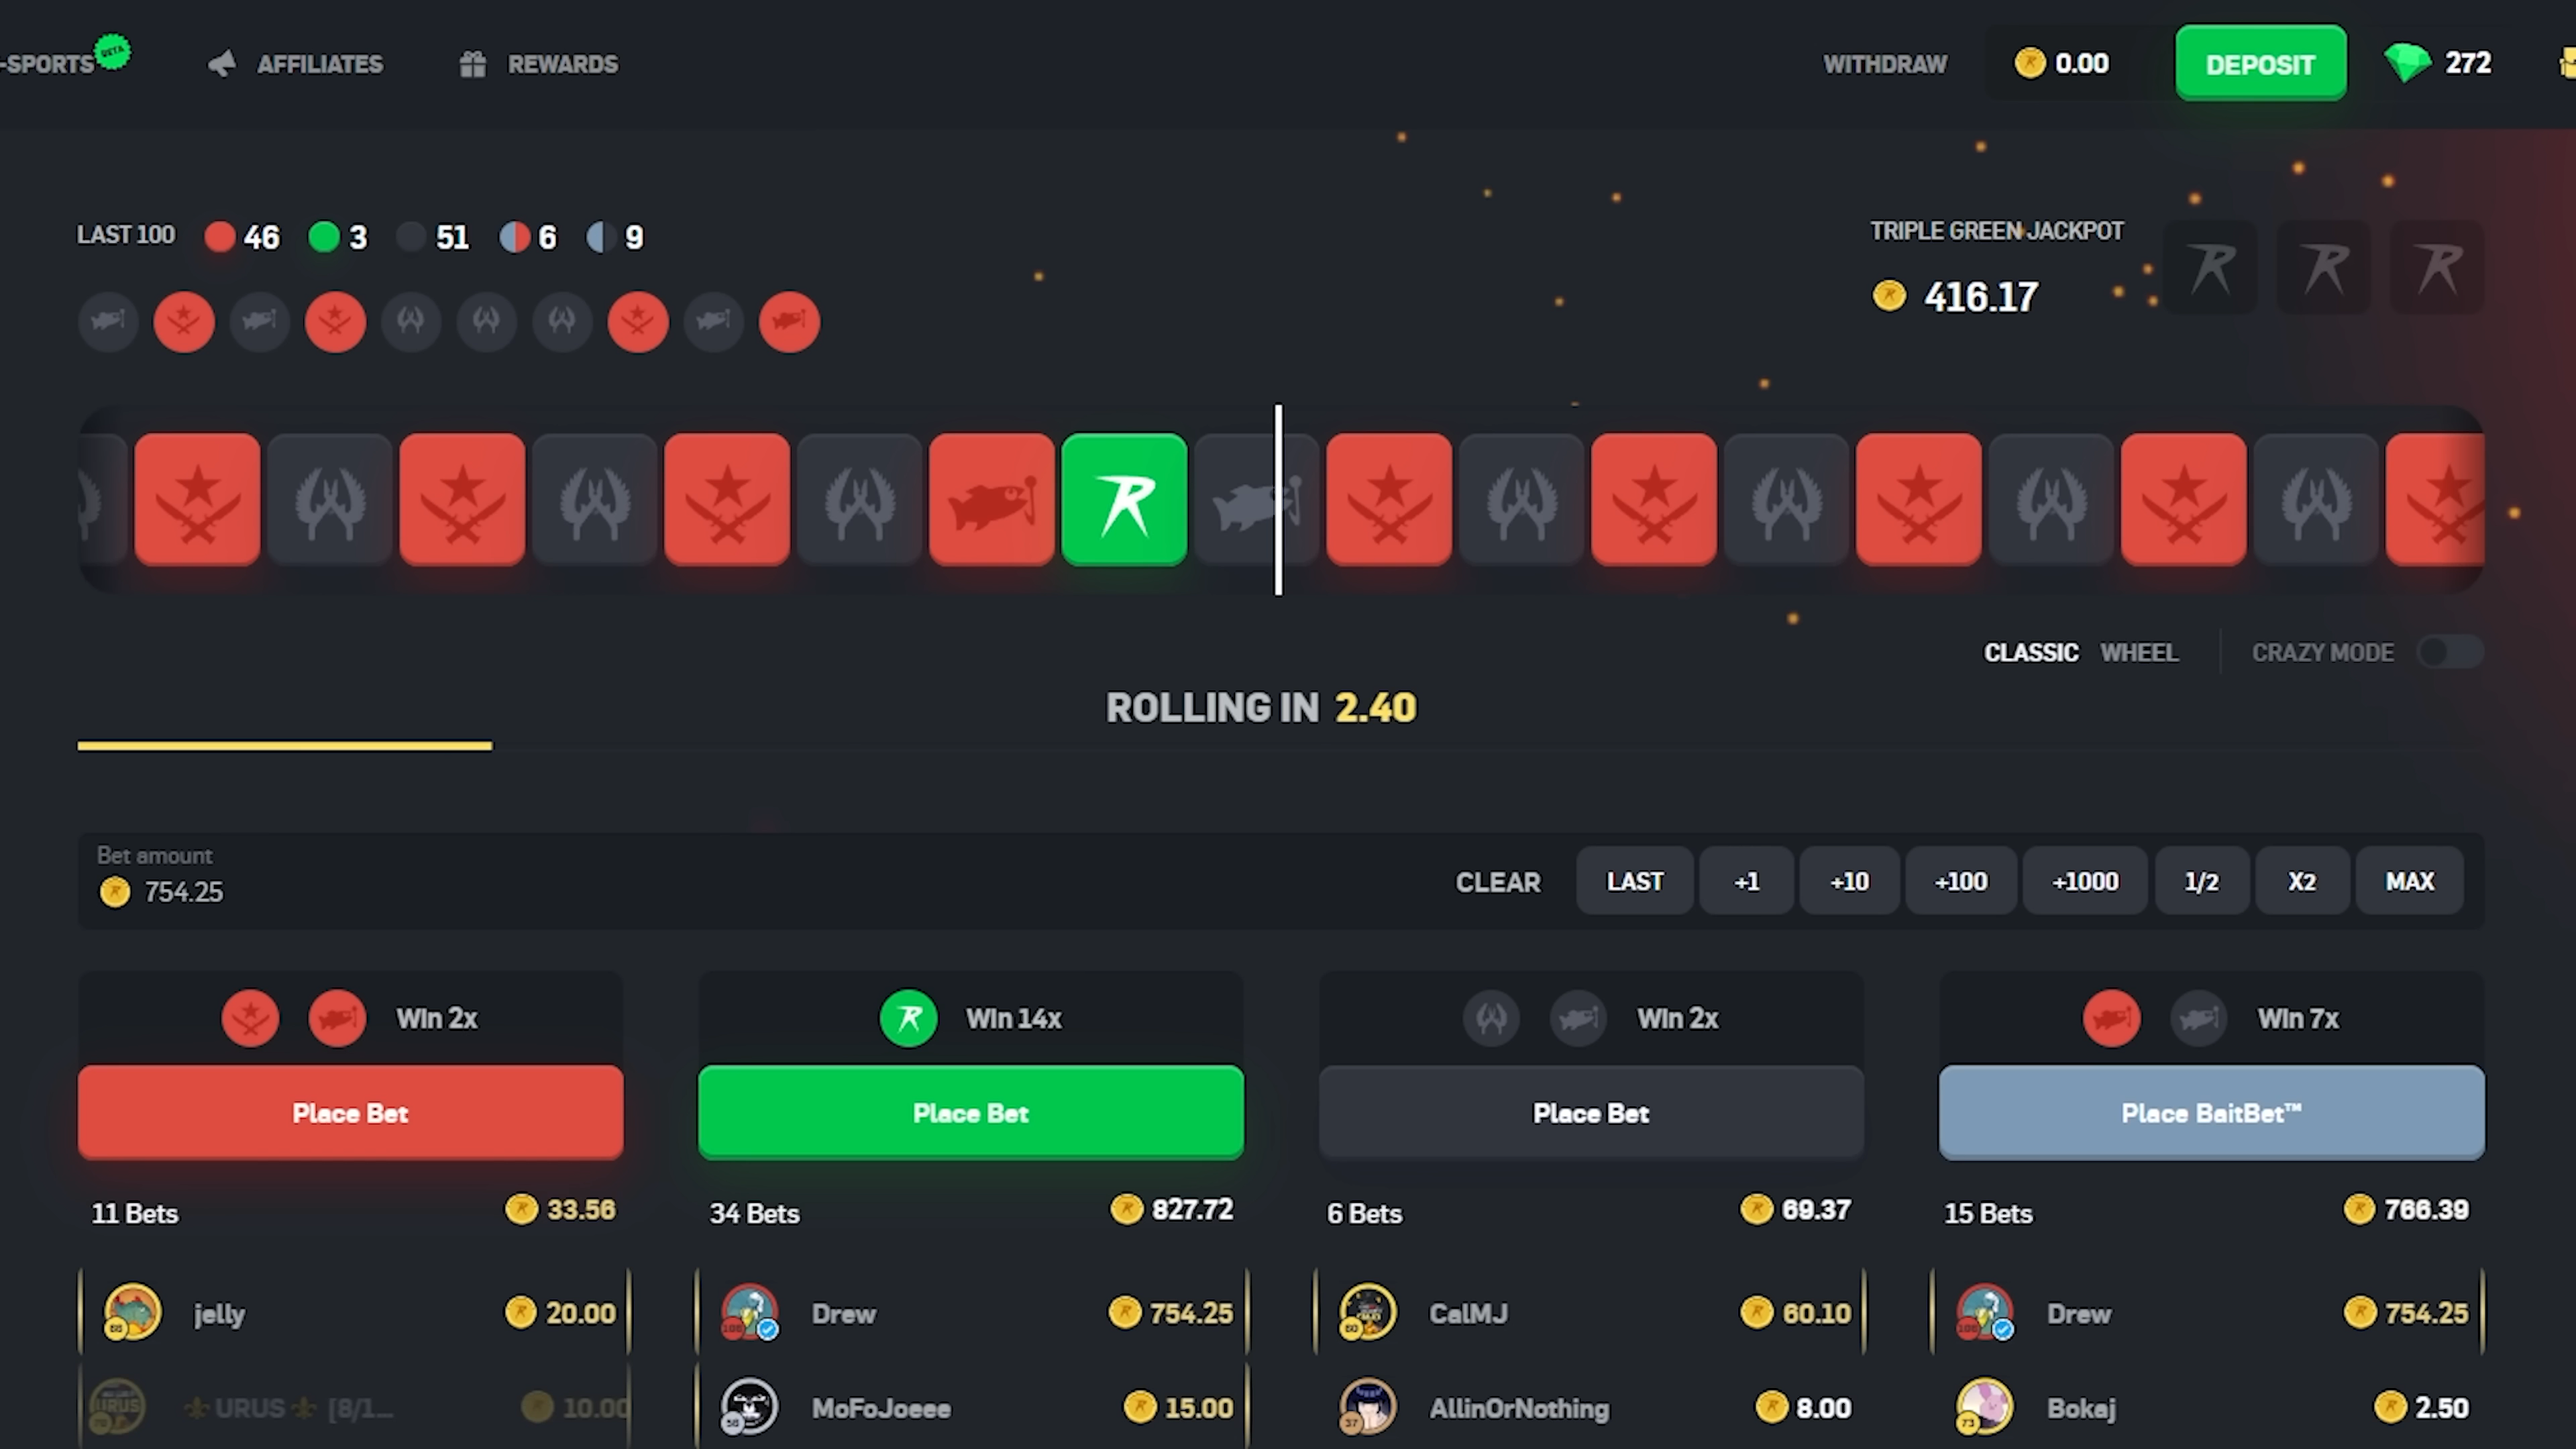 -SPORTS BETA AFFILIATES REWARDS WITHDRAW 0.00 DEPOSIT 272
LAST 100 46 3 51 6 9
TRIPLE GREEN JACKPOT
416.17
CLASSIC WHEEL CRAZY MODE
ROLLING IN 2.40
Bet amount
754.25
CLEAR LAST +1 +10 +100 +1000 1/2 X2 MAX
Win 2x Win 14x Win 2x Win 7x
Place Bet Place Bet Place Bet Place BaitBet™
11 Bets 33.56 34 Bets 827.72 6 Bets 69.37 15 Bets 766.39
jelly 20.00 Drew 754.25 CalMJ 60.10 Drew 754.25
URUS [8/1... 10.00 MoFoJoeee 15.00 AllinOrNothing 8.00 Bokaj 2.50